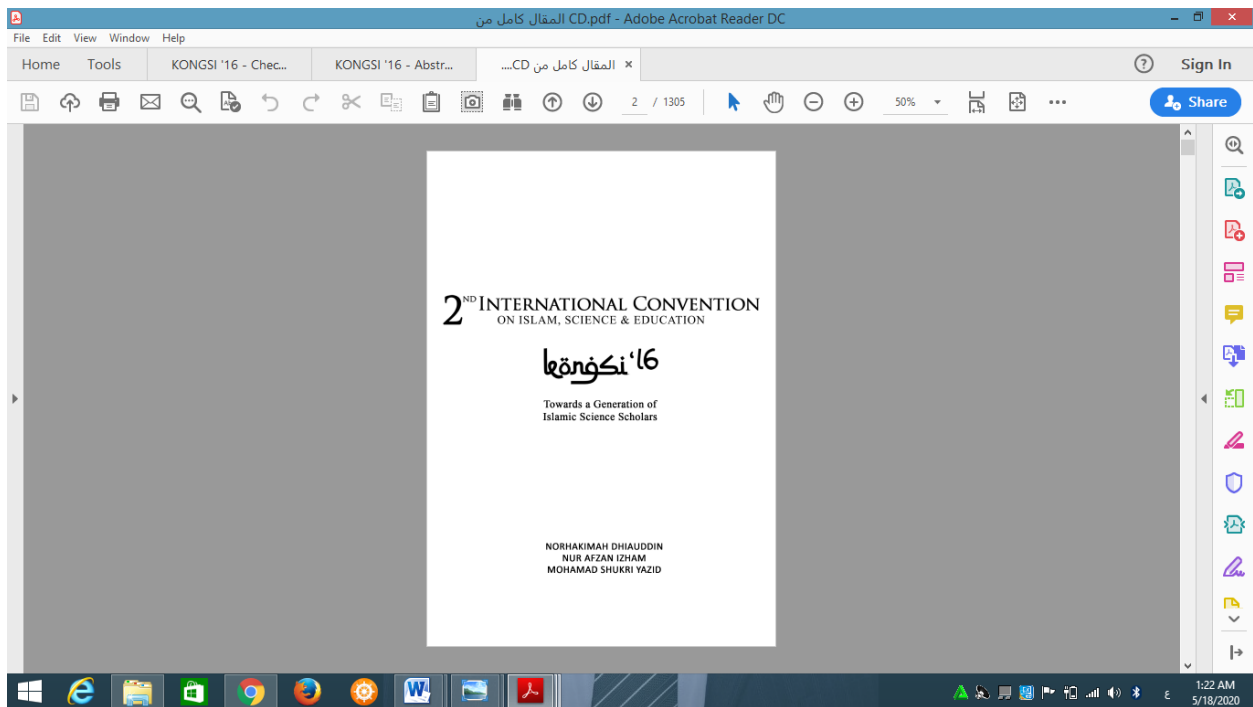 المقال كامل من CD.pdf - Adobe Acrobat Reader DC
File Edit View Window Help
Home Tools KONGSI '16 - Chec... KONGSI '16 - Abstr... المقال كامل من CD.... ×
Sign In
2 / 1305 50% Share
2ND INTERNATIONAL CONVENTION
ON ISLAM, SCIENCE & EDUCATION
köngsi '16
Towards a Generation of
Islamic Science Scholars
NORHAKIMAH DHIAUDDIN
NUR AFZAN IZHAM
MOHAMAD SHUKRI YAZID
ع 1:22 AM
5/18/2020